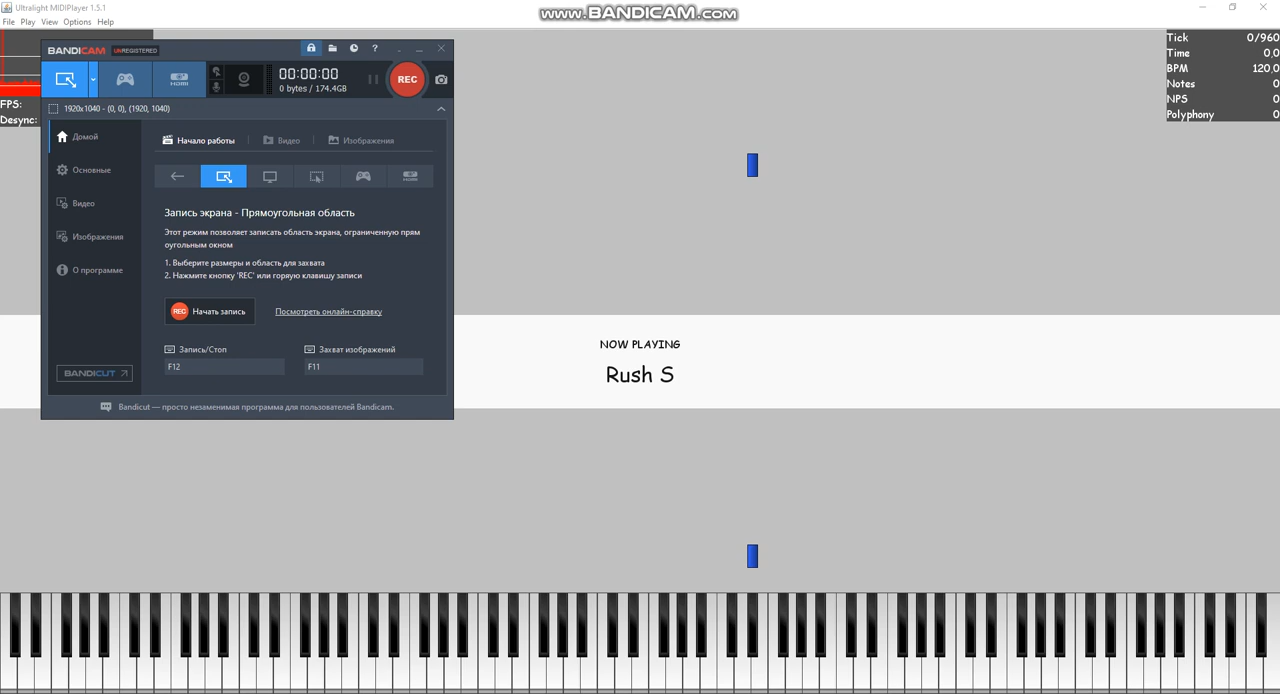 Ultralight MIDIPlayer 1.5.1
File Play View Options Help
www.BANDICAM.com
Tick 0/960
Time 0,0
BPM 120,0
Notes 0
NPS 0
Polyphony 0
FPS:
Desync:
BANDICAM UNREGISTERED
?
HDMI
00:00:00
0 bytes / 174.4GB
REC
1920x1040 - (0, 0), (1920, 1040)
Домой
Основные
Видео
Изображения
О программе
BANDICUT
Начало работы
Видео
Изображения
Запись экрана - Прямоугольная область
Этот режим позволяет записать область экрана, ограниченную прям
оугольным окном
1. Выберите размеры и область для захвата
2. Нажмите кнопку 'REC' или горяую клавишу записи
REC Начать запись
Посмотреть онлайн-справку
Запись/Стоп
Захват изображений
F12
F11
Bandicut — просто незаменимая программа для пользователей Bandicam.
NOW PLAYING
Rush S